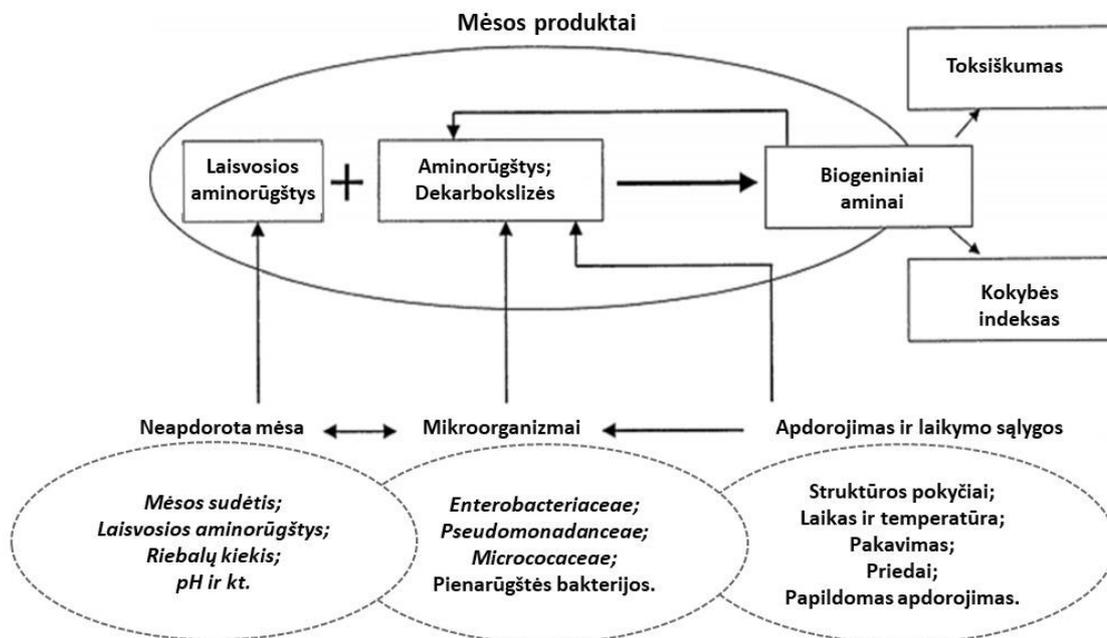 Mėsos produktai
Toksiškumas
Laisvosios
aminorūgštys
+
Aminorūgštys;
Dekarbokslizės
Biogeniniai
aminai
Kokybės
indeksas
Neapdorota mėsa
Mikroorganizmai
Apdorojimas ir laikymo sąlygos
Mėsos sudėtis;
Laisvosios aminorūgštys;
Riebalų kiekis;
pH ir kt.
Enterobacteriaceae;
Pseudomonadanceae;
Micrococaceae;
Pienarūgštės bakterijos.
Struktūros pokyčiai;
Laikas ir temperatūra;
Pakavimas;
Priedai;
Papildomas apdorojimas.